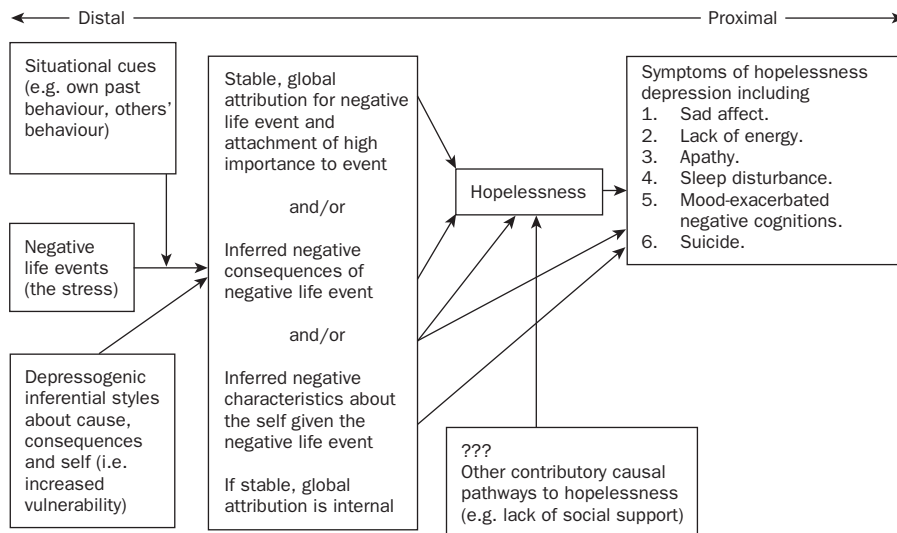 Distal
Proximal
Situational cues
(e.g. own past
behaviour, others’
behaviour)
Negative
life events
(the stress)
Depressogenic
inferential styles
about cause,
consequences
and self (i.e.
increased
vulnerability)
Stable, global
attribution for negative
life event and
attachment of high
importance to event
and/or
Inferred negative
consequences of
negative life event
and/or
Inferred negative
characteristics about
the self given the
negative life event
If stable, global
attribution is internal
Hopelessness
???
Other contributory causal
pathways to hopelessness
(e.g. lack of social support)
Symptoms of hopelessness
depression including
1. Sad affect.
2. Lack of energy.
3. Apathy.
4. Sleep disturbance.
5. Mood-exacerbated
negative cognitions.
6. Suicide.